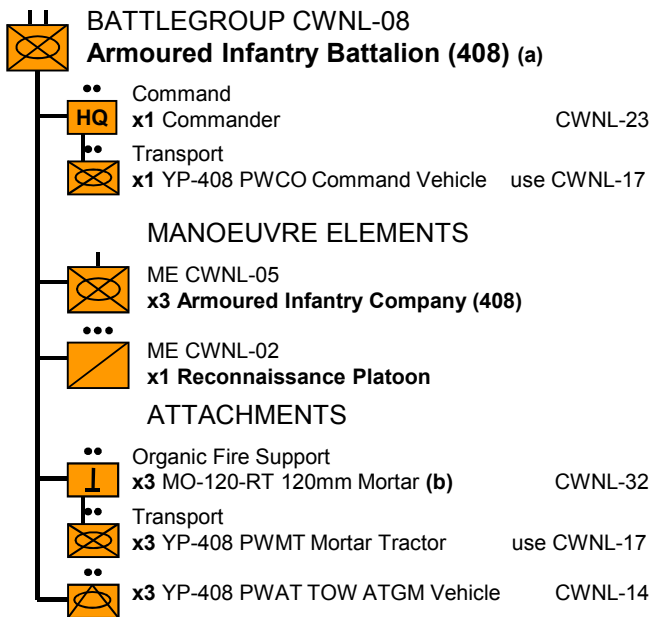 BATTLEGROUP CWNL-08
Armoured Infantry Battalion (408) (a)
Command
HQ x1 Commander CWNL-23
Transport
x1 YP-408 PWCO Command Vehicle use CWNL-17
MANOEUVRE ELEMENTS
ME CWNL-05
x3 Armoured Infantry Company (408)
ME CWNL-02
x1 Reconnaissance Platoon
ATTACHMENTS
Organic Fire Support
x3 MO-120-RT 120mm Mortar (b) CWNL-32
Transport
x3 YP-408 PWMT Mortar Tractor use CWNL-17
x3 YP-408 PWAT TOW ATGM Vehicle CWNL-14